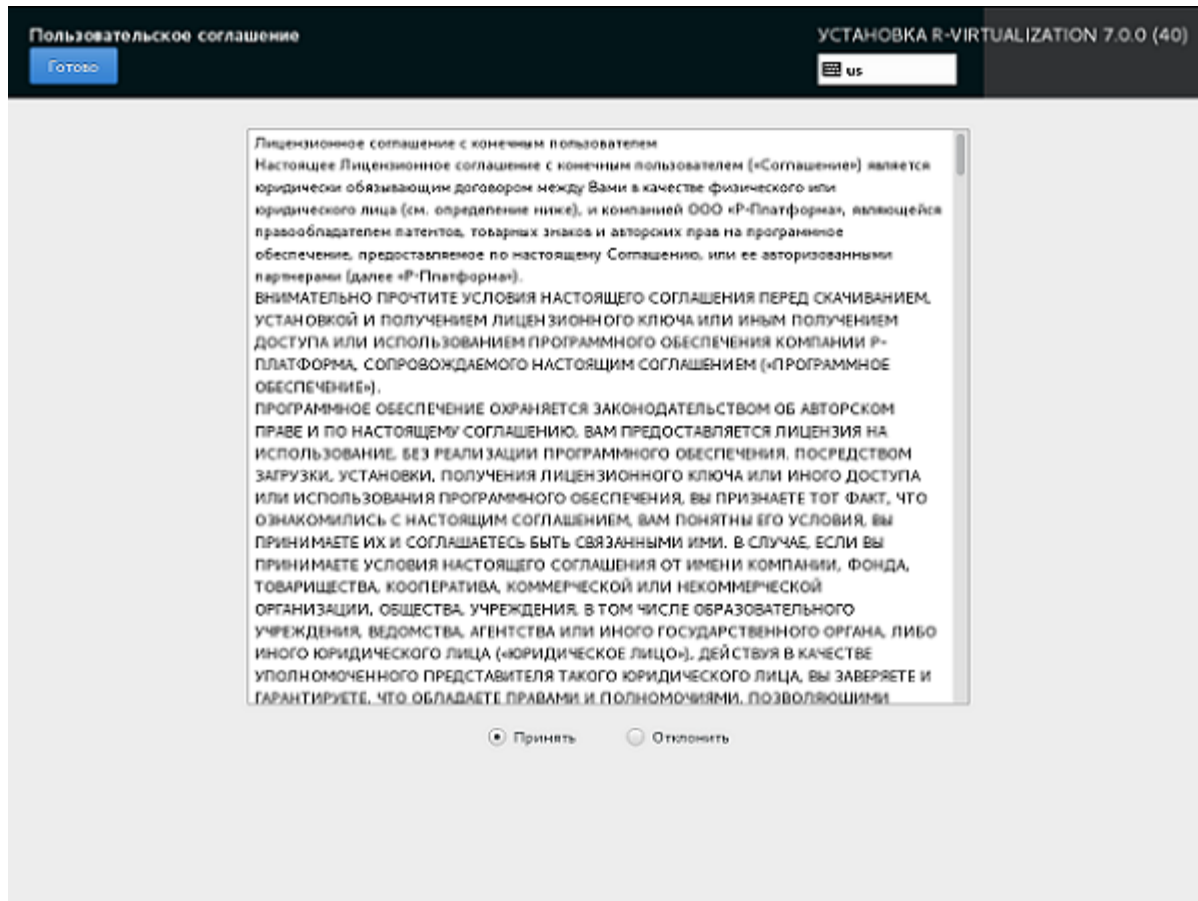 Пользовательское соглашение
УСТАНОВКА R-VIRTUALIZATION 7.0.0 (40)
Готово
us
Лицензионное соглашение с конечным пользователем
Настоящее Лицензионное соглашение с конечным пользователем («Соглашение») является
юридически обязывающим договором между Вами в качестве физического или
юридического лица (см. определение ниже), и компанией ООО «Р-Платформа», являющейся
правообладателем патентов, товарных знаков и авторских прав на программное
обеспечение, предоставляемое по настоящему Соглашению, или ее авторизованными
партнерами (далее «Р-Платформа»).
ВНИМАТЕЛЬНО ПРОЧТИТЕ УСЛОВИЯ НАСТОЯЩЕГО СОГЛАШЕНИЯ ПЕРЕД СКАЧИВАНИЕМ,
УСТАНОВКОЙ И ПОЛУЧЕНИЕМ ЛИЦЕНЗИОННОГО КЛЮЧА ИЛИ ИНЫМ ПОЛУЧЕНИЕМ
ДОСТУПА ИЛИ ИСПОЛЬЗОВАНИЕМ ПРОГРАММНОГО ОБЕСПЕЧЕНИЯ КОМПАНИИ Р-
ПЛАТФОРМА, СОПРОВОЖДАЕМОГО НАСТОЯЩИМ СОГЛАШЕНИЕМ («ПРОГРАММНОЕ
ОБЕСПЕЧЕНИЕ»).
ПРОГРАММНОЕ ОБЕСПЕЧЕНИЕ ОХРАНЯЕТСЯ ЗАКОНОДАТЕЛЬСТВОМ ОБ АВТОРСКОМ
ПРАВЕ И ПО НАСТОЯЩЕМУ СОГЛАШЕНИЮ, ВАМ ПРЕДОСТАВЛЯЕТСЯ ЛИЦЕНЗИЯ НА
ИСПОЛЬЗОВАНИЕ, БЕЗ РЕАЛИЗАЦИИ ПРОГРАММНОГО ОБЕСПЕЧЕНИЯ. ПОСРЕДСТВОМ
ЗАГРУЗКИ, УСТАНОВКИ, ПОЛУЧЕНИЯ ЛИЦЕНЗИОННОГО КЛЮЧА ИЛИ ИНОГО ДОСТУПА
ИЛИ ИСПОЛЬЗОВАНИЯ ПРОГРАММНОГО ОБЕСПЕЧЕНИЯ, ВЫ ПРИЗНАЕТЕ ТОТ ФАКТ, ЧТО
ОЗНАКОМИЛИСЬ С НАСТОЯЩИМ СОГЛАШЕНИЕМ, ВАМ ПОНЯТНЫ ЕГО УСЛОВИЯ, ВЫ
ПРИНИМАЕТЕ ИХ И СОГЛАШАЕТЕСЬ БЫТЬ СВЯЗАННЫМИ ИМИ. В СЛУЧАЕ, ЕСЛИ ВЫ
ПРИНИМАЕТЕ УСЛОВИЯ НАСТОЯЩЕГО СОГЛАШЕНИЯ ОТ ИМЕНИ КОМПАНИИ, ФОНДА,
ТОВАРИЩЕСТВА, КООПЕРАТИВА, КОММЕРЧЕСКОЙ ИЛИ НЕКОММЕРЧЕСКОЙ
ОРГАНИЗАЦИИ, ОБЩЕСТВА, УЧРЕЖДЕНИЯ, В ТОМ ЧИСЛЕ ОБРАЗОВАТЕЛЬНОГО
УЧРЕЖДЕНИЯ, ВЕДОМСТВА, АГЕНТСТВА ИЛИ ИНОГО ГОСУДАРСТВЕННОГО ОРГАНА, ЛИБО
ИНОГО ЮРИДИЧЕСКОГО ЛИЦА («ЮРИДИЧЕСКОЕ ЛИЦО»), ДЕЙСТВУЯ В КАЧЕСТВЕ
УПОЛНОМОЧЕННОГО ПРЕДСТАВИТЕЛЯ ТАКОГО ЮРИДИЧЕСКОГО ЛИЦА, ВЫ ЗАВЕРЯЕТЕ И
ГАРАНТИРУЕТЕ, ЧТО ОБЛАДАЕТЕ ПРАВАМИ И ПОЛНОМОЧИЯМИ, ПОЗВОЛЯЮЩИМИ
Принять
Отклонить